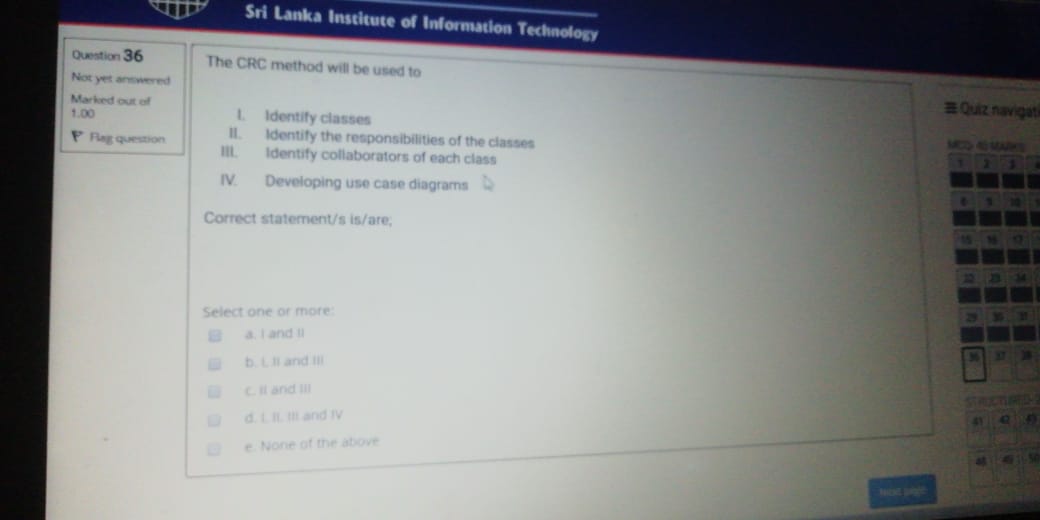 Sri Lanka Institute of Information Technology
Question 36
Not yet answered
Marked out of
1.00
Flag question
The CRC method will be used to
I. Identify classes
II. Identify the responsibilities of the classes
III. Identify collaborators of each class
IV. Developing use case diagrams
Correct statement/s is/are;
Select one or more:
a. I and II
b. I, II and III
c. II and III
d. I, II, III and IV
e. None of the above
Next page
Quiz navigati
MCQ- 40 MARKS
1 2 3
8 9 10
15 16 17
22 23 24
29 30 31
36 37 38
STRUCTURED-
41 42 43
48 49 50